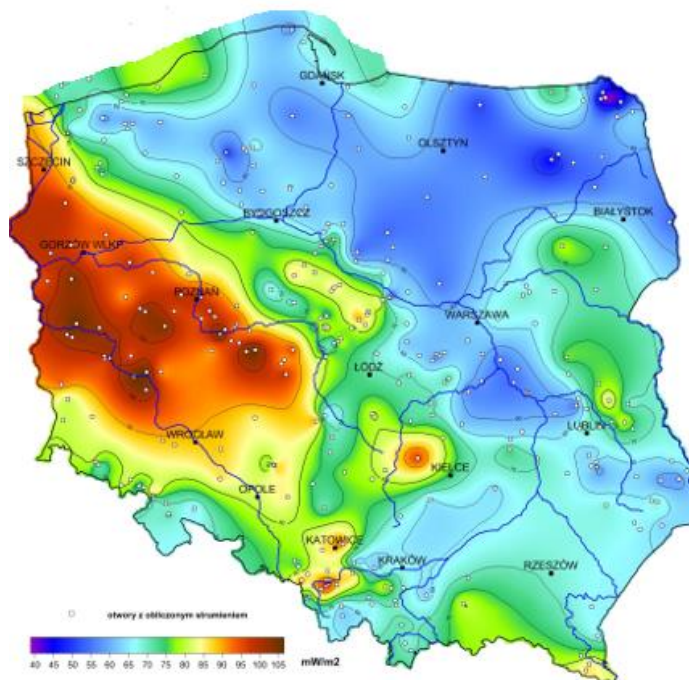 GDAŃSK
OLSZTYN
SZCZECIN
BYDGOSZCZ
BIAŁYSTOK
GORZÓW WLKP
POZNAŃ
WARSZAWA
ŁÓDŹ
LUBLIN
WROCŁAW
KIELCE
OPOLE
KATOWICE
KRAKÓW
RZESZÓW
otwory z obliczonym strumieniem
40 45 50 55 60 65 70 75 80 85 90 95 100 105
mW/m2